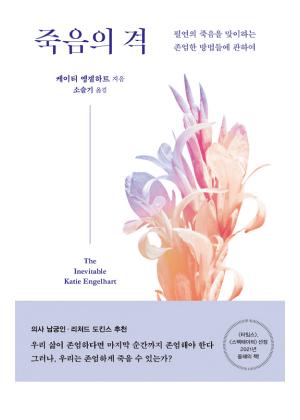 죽음의 격
필연의 죽음을 맞이하는
존엄한 방법들에 관하여
케이티 엥겔하트 지음
소슬기 옮김
The
Inevitable
Katie Engelhart
의사 남궁인·리처드 도킨스 추천
우리 삶이 존엄하다면 마지막 순간까지 존엄해야 한다
그러나, 우리는 존엄하게 죽을 수 있는가?
《타임스》,
《스펙테이터》 선정
2021년
올해의 책!